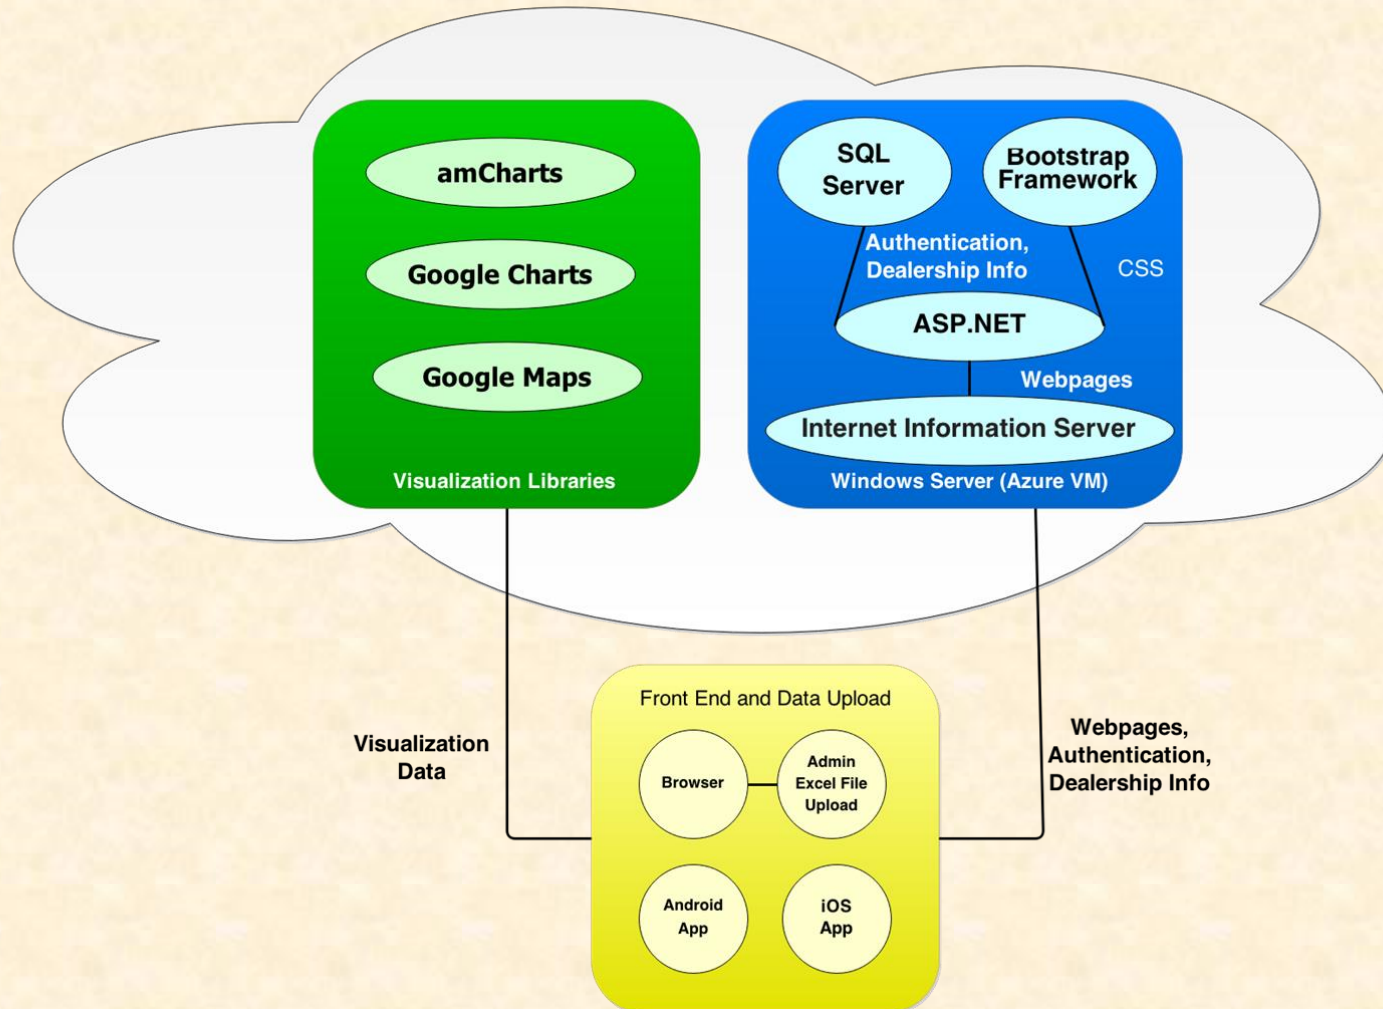 amCharts
Google Charts
Google Maps
Visualization Libraries
SQL
Server
Bootstrap
Framework
Authentication,
Dealership Info
CSS
ASP.NET
Webpages
Internet Information Server
Windows Server (Azure VM)
Visualization
Data
Front End and Data Upload
Browser
Admin
Excel File
Upload
Android
App
iOS
App
Webpages,
Authentication,
Dealership Info